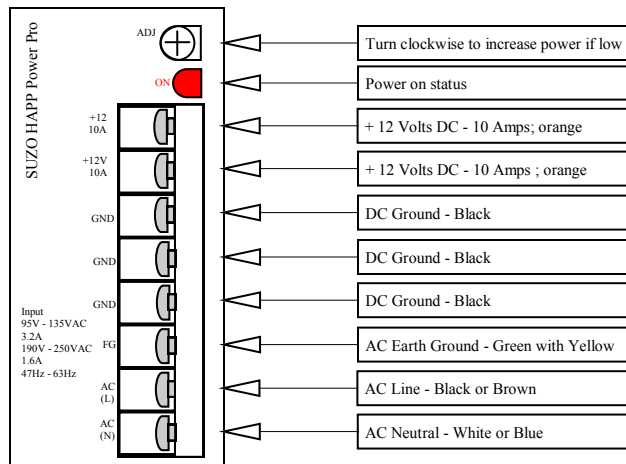 SUZO HAPP Power Pro
ADJ
Turn clockwise to increase power if low
ON
Power on status
+12
10A
+ 12 Volts DC - 10 Amps; orange
+12V
10A
+ 12 Volts DC - 10 Amps ; orange
GND
DC Ground - Black
GND
DC Ground - Black
GND
DC Ground - Black
Input
95V - 135VAC
3.2A
190V - 250VAC
1.6A
47Hz - 63Hz
FG
AC Earth Ground - Green with Yellow
AC
(L)
AC Line - Black or Brown
AC
(N)
AC Neutral - White or Blue